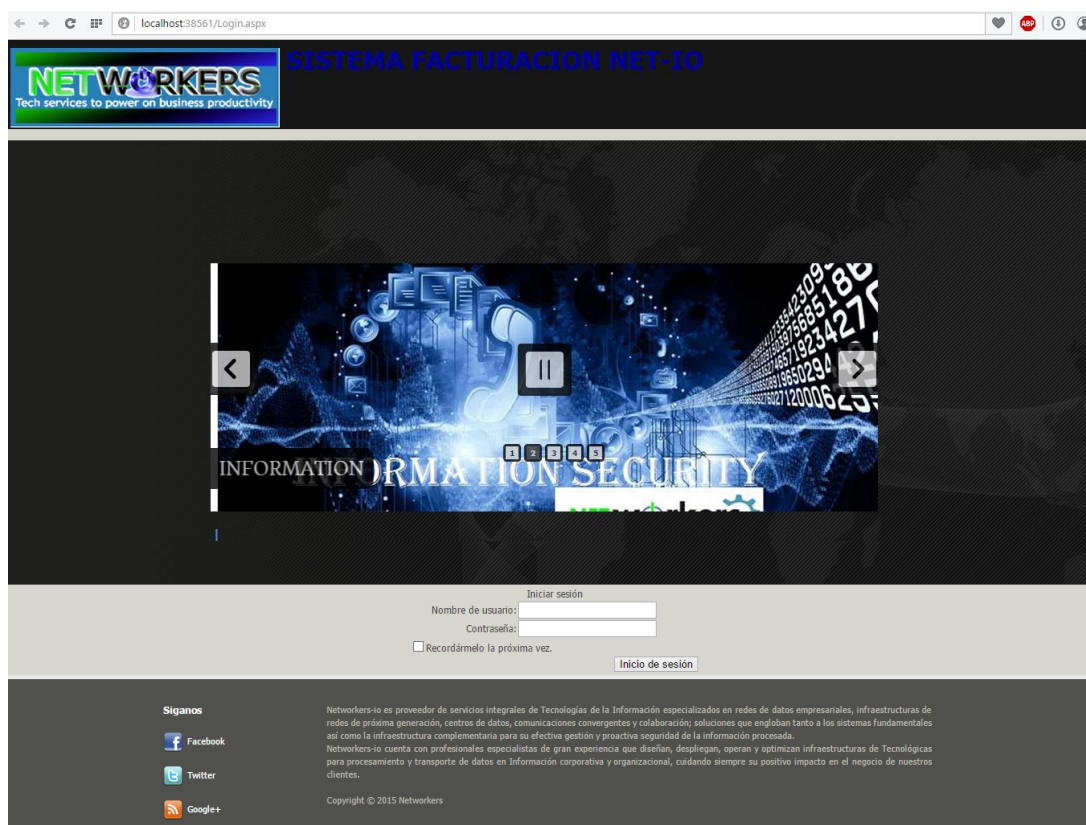 localhost:38561/Login.aspx
ABP
NETWORKERS
Tech services to power on business productivity
SISTEMA FACTURACION NET-IO
1 2 3 4 5
INFORMATION
INFORMATION SECURITY
NETworkers
Iniciar sesión
Nombre de usuario:
Contraseña:
Recordármelo la próxima vez.
Inicio de sesión
Siganos
Facebook
Twitter
Google+
Networkers-io es proveedor de servicios integrales de Tecnologías de la Información especializados en redes de datos empresariales, infraestructuras de
redes de próxima generación, centros de datos, comunicaciones convergentes y colaboración; soluciones que engloban tanto a los sistemas fundamentales
así como la infraestructura complementaria para su efectiva gestión y proactiva seguridad de la información procesada.
Networkers-io cuenta con profesionales especialistas de gran experiencia que diseñan, despliegan, operan y optimizan infraestructuras de Tecnológicas
para procesamiento y transporte de datos en Información corporativa y organizacional, cuidando siempre su positivo impacto en el negocio de nuestros
clientes.
Copyright © 2015 Networkers